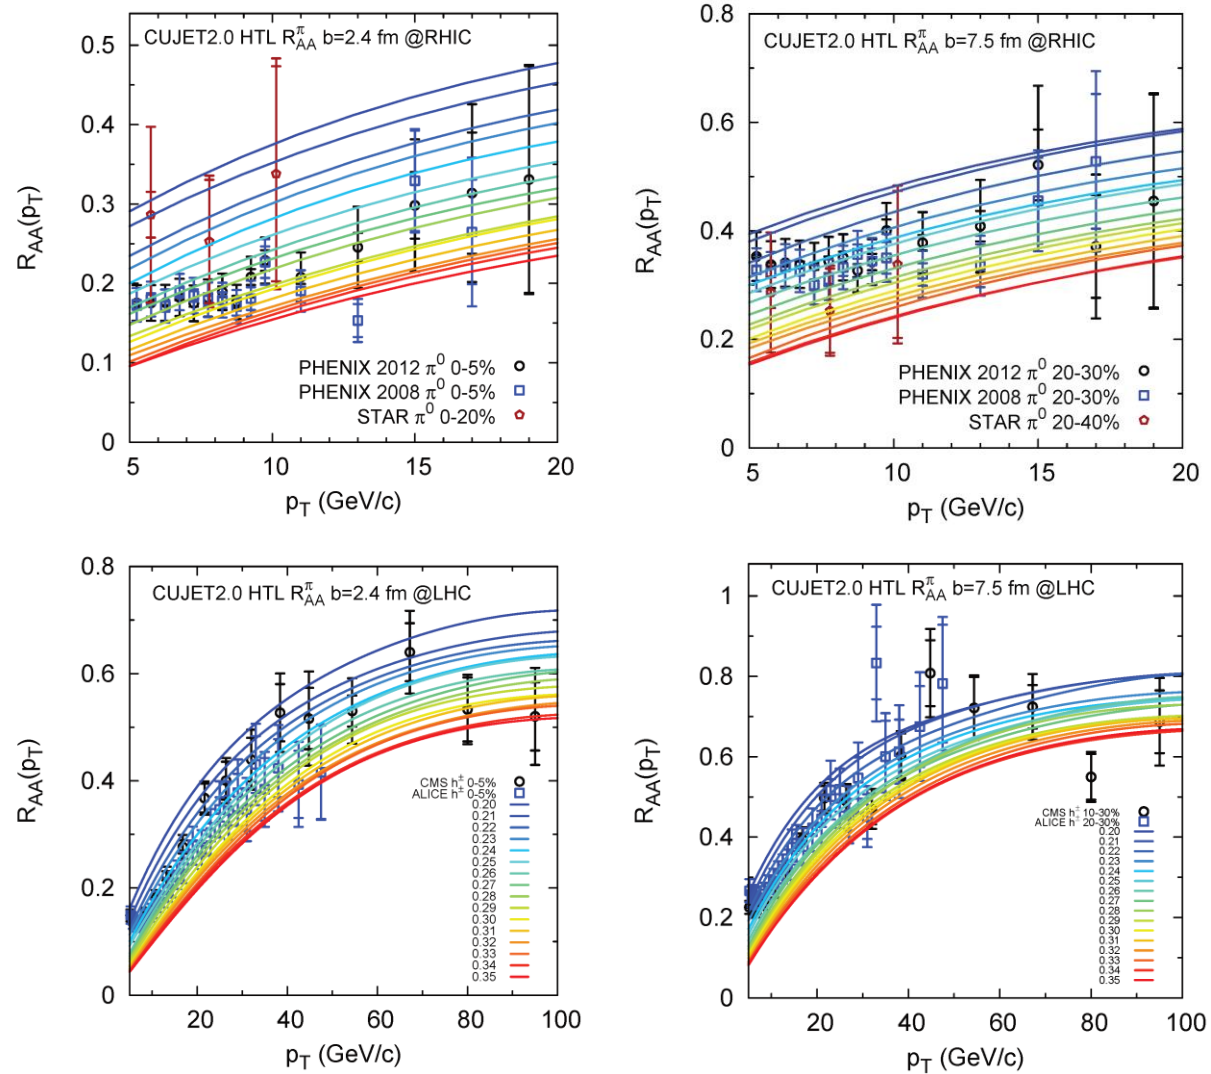 CUJET2.0 HTL R^π_AA b=2.4 fm @RHIC
0.5
0.4
0.3
0.2
0.1
0
R_AA(p_T)
PHENIX 2012 π^0 0-5%
PHENIX 2008 π^0 0-5%
STAR π^0 0-20%
5 10 15 20
p_T (GeV/c)
CUJET2.0 HTL R^π_AA b=7.5 fm @RHIC
0.8
0.6
0.4
0.2
0
R_AA(p_T)
PHENIX 2012 π^0 20-30%
PHENIX 2008 π^0 20-30%
STAR π^0 20-40%
5 10 15 20
p_T (GeV/c)
CUJET2.0 HTL R^π_AA b=2.4 fm @LHC
0.8
0.6
0.4
0.2
0
R_AA(p_T)
CMS h^± 0-5%
ALICE h^± 0-5%
0.20
0.21
0.22
0.23
0.24
0.25
0.26
0.27
0.28
0.29
0.30
0.31
0.32
0.33
0.34
0.35
20 40 60 80 100
p_T (GeV/c)
CUJET2.0 HTL R^π_AA b=7.5 fm @LHC
1
0.8
0.6
0.4
0.2
0
R_AA(p_T)
CMS h^± 10-30%
ALICE h^± 20-30%
0.20
0.21
0.22
0.23
0.24
0.25
0.26
0.27
0.28
0.29
0.30
0.31
0.32
0.33
0.34
0.35
20 40 60 80 100
p_T (GeV/c)